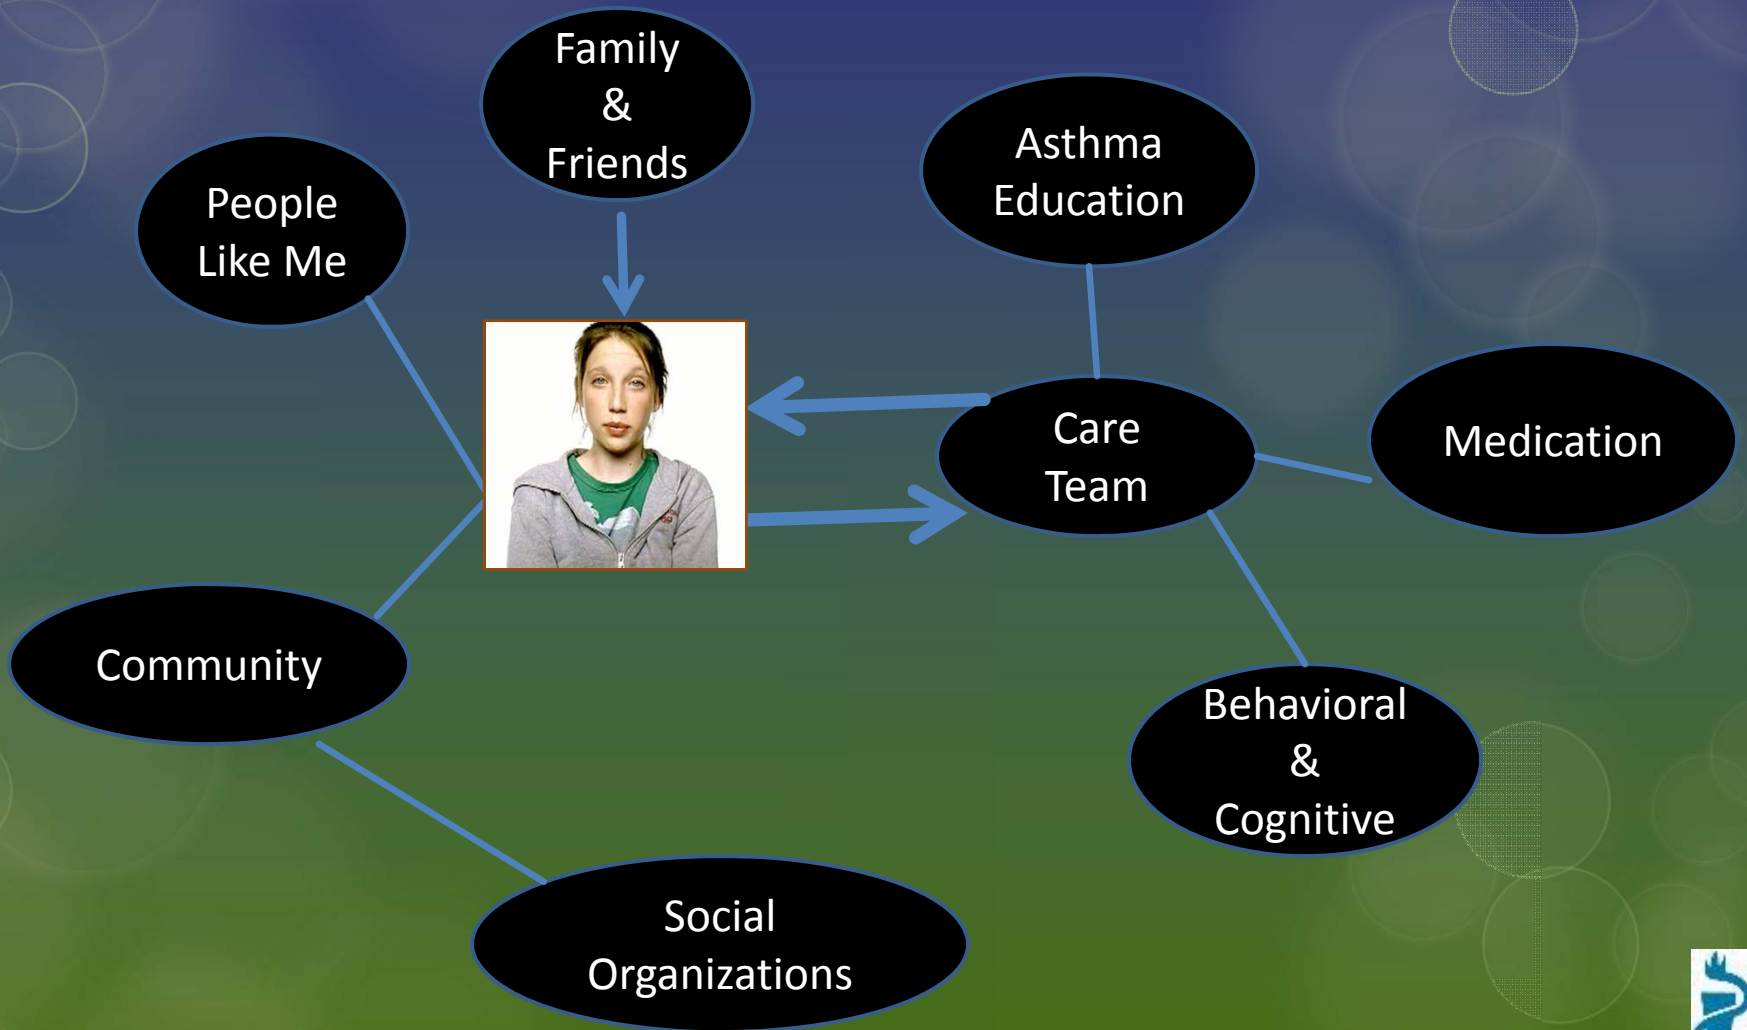 Family
&
Friends
Asthma
Education
People
Like Me
Care
Team
Medication
Community
Behavioral
&
Cognitive
Social
Organizations